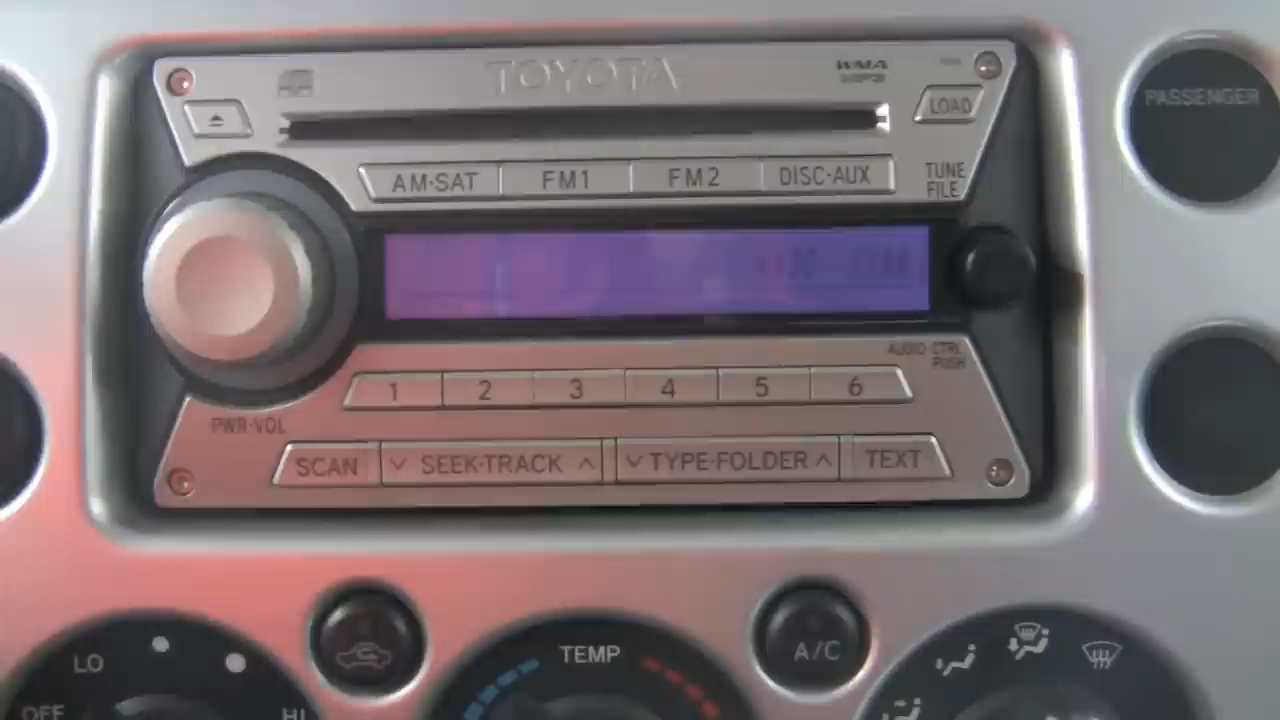 TOYOTA
WMA
MP3
LOAD
PASSENGER
AM·SAT FM1 FM2 DISC·AUX
TUNE
FILE
AUDIO CTRL
PUSH
1 2 3 4 5 6
PWR·VOL
SCAN ∨ SEEK·TRACK ∧ ∨ TYPE·FOLDER ∧ TEXT
LO
TEMP
A/C
OFF
HI